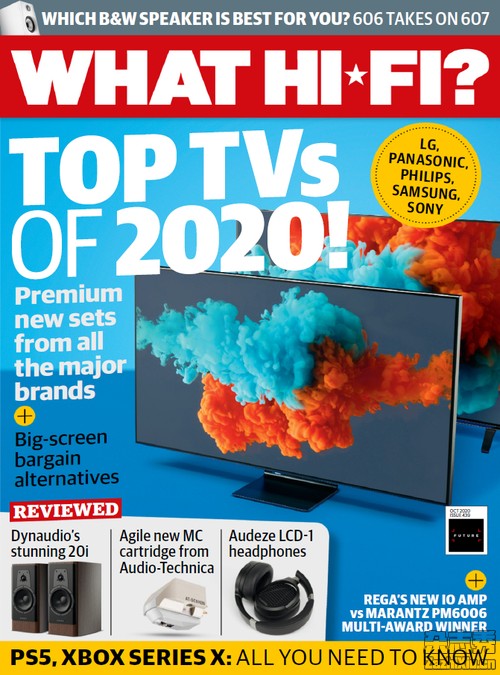 WHICH B&W SPEAKER IS BEST FOR YOU? 606 TAKES ON 607
WHAT HI★FI?
TOP TVs
OF 2020!
LG,
PANASONIC,
PHILIPS,
SAMSUNG,
SONY
Premium
new sets
from all
the major
brands
+
Big-screen
bargain
alternatives
REVIEWED
Dynaudio's
stunning 20i
Agile new MC
cartridge from
Audio-Technica
Audeze LCD-1
headphones
OCT 2020
ISSUE 439
FUTURE
+
REGA'S NEW IO AMP
vs MARANTZ PM6006
MULTI-AWARD WINNER
PS5, XBOX SERIES X: ALL YOU NEED TO KNOW